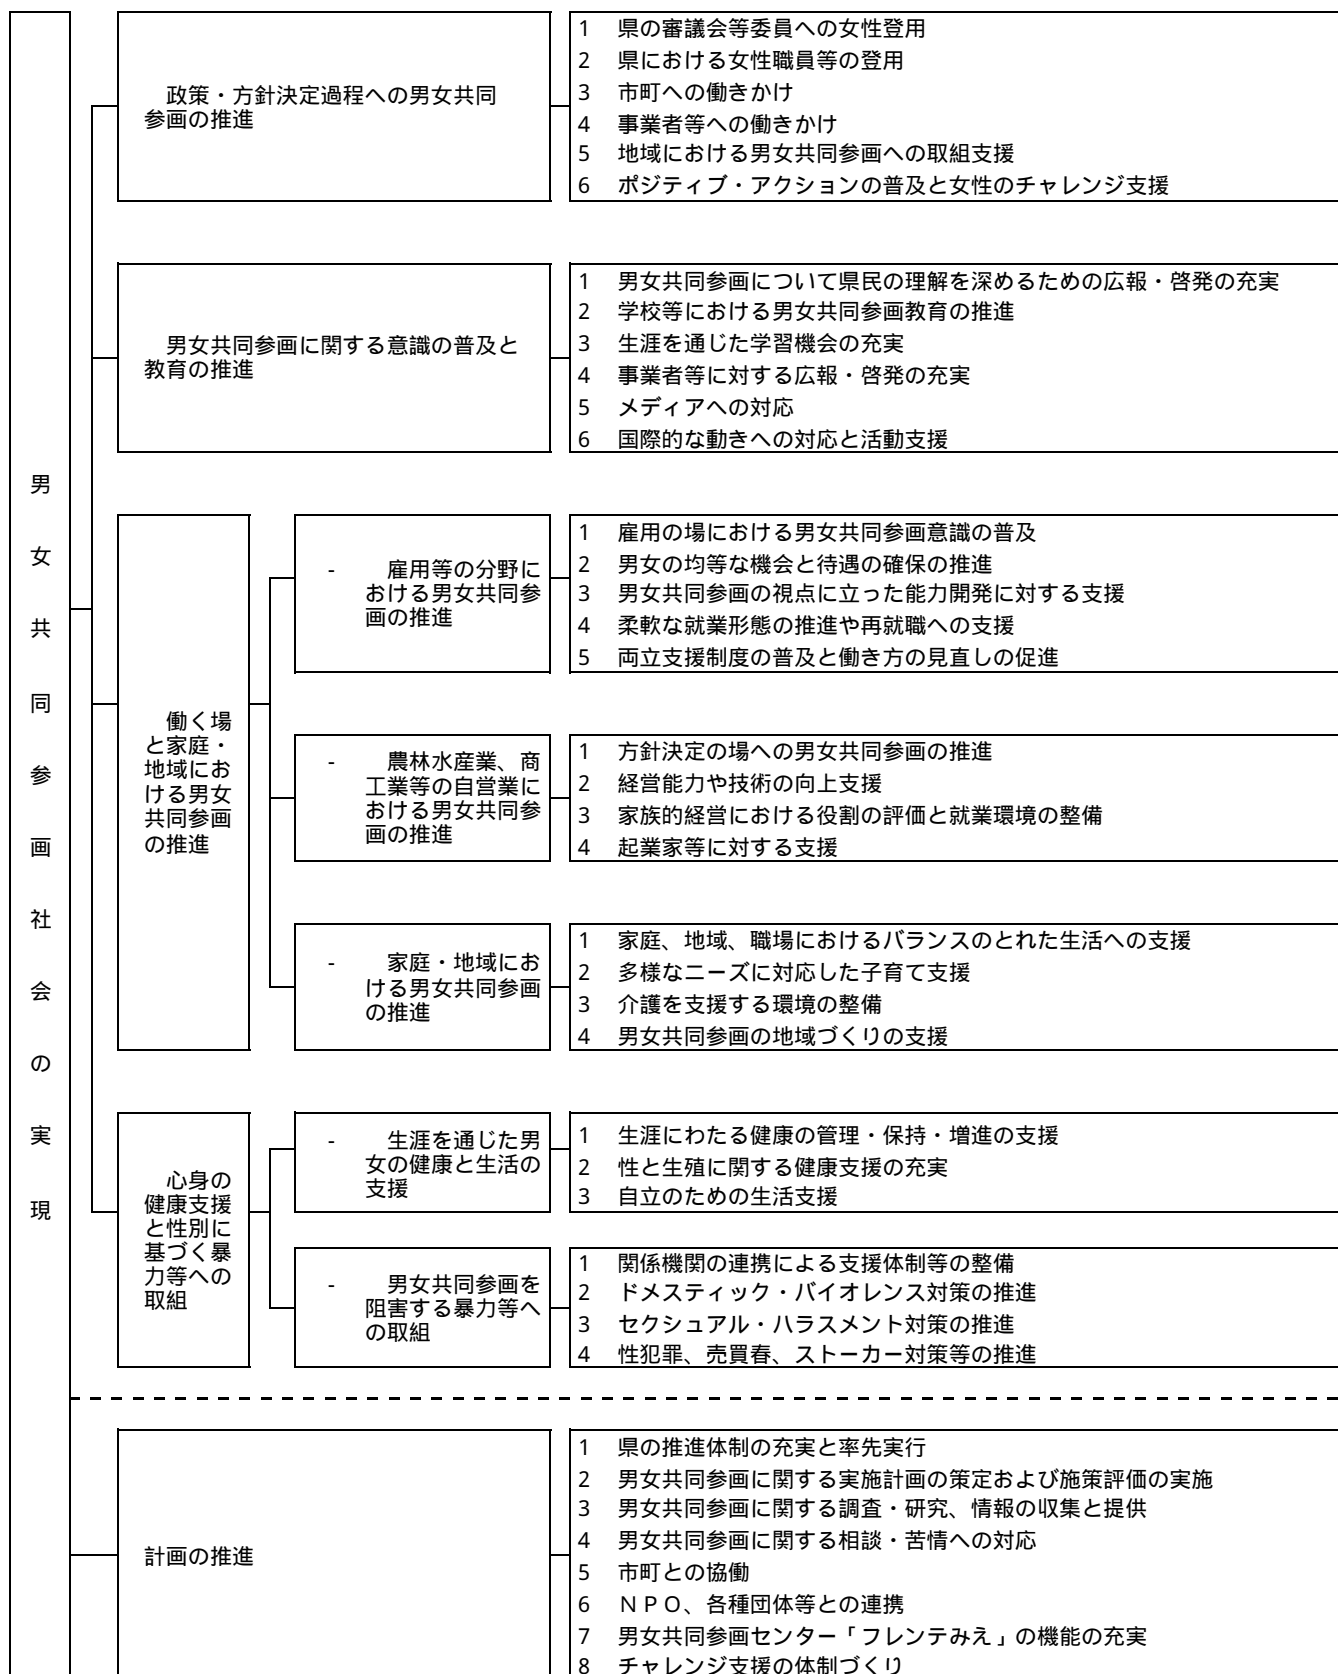 男女共同参画社会の実現
政策・方針決定過程への男女共同
参画の推進
1 県の審議会等委員への女性登用
2 県における女性職員等の登用
3 市町への働きかけ
4 事業者等への働きかけ
5 地域における男女共同参画への取組支援
6 ポジティブ・アクションの普及と女性のチャレンジ支援
男女共同参画に関する意識の普及と
教育の推進
1 男女共同参画について県民の理解を深めるための広報・啓発の充実
2 学校等における男女共同参画教育の推進
3 生涯を通じた学習機会の充実
4 事業者等に対する広報・啓発の充実
5 メディアへの対応
6 国際的な動きへの対応と活動支援
働く場
と家庭・
地域にお
ける男女
共同参画
の推進
- 雇用等の分野に
おける男女共同参
画の推進
1 雇用の場における男女共同参画意識の普及
2 男女の均等な機会と待遇の確保の推進
3 男女共同参画の視点に立った能力開発に対する支援
4 柔軟な就業形態の推進や再就職への支援
5 両立支援制度の普及と働き方の見直しの促進
- 農林水産業、商
工業等の自営業に
おける男女共同参
画の推進
1 方針決定の場への男女共同参画の推進
2 経営能力や技術の向上支援
3 家族的経営における役割の評価と就業環境の整備
4 起業家等に対する支援
- 家庭・地域にお
ける男女共同参画
の推進
1 家庭、地域、職場におけるバランスのとれた生活への支援
2 多様なニーズに対応した子育て支援
3 介護を支援する環境の整備
4 男女共同参画の地域づくりの支援
心身の
健康支援
と性別に
基づく暴
力等への
取組
- 生涯を通じた男
女の健康と生活の
支援
1 生涯にわたる健康の管理・保持・増進の支援
2 性と生殖に関する健康支援の充実
3 自立のための生活支援
- 男女共同参画を
阻害する暴力等へ
の取組
1 関係機関の連携による支援体制等の整備
2 ドメスティック・バイオレンス対策の推進
3 セクシュアル・ハラスメント対策の推進
4 性犯罪、売買春、ストーカー対策等の推進
計画の推進
1 県の推進体制の充実と率先実行
2 男女共同参画に関する実施計画の策定および施策評価の実施
3 男女共同参画に関する調査・研究、情報の収集と提供
4 男女共同参画に関する相談・苦情への対応
5 市町との協働
6 ＮＰＯ、各種団体等との連携
7 男女共同参画センター「フレンテみえ」の機能の充実
8 チャレンジ支援の体制づくり